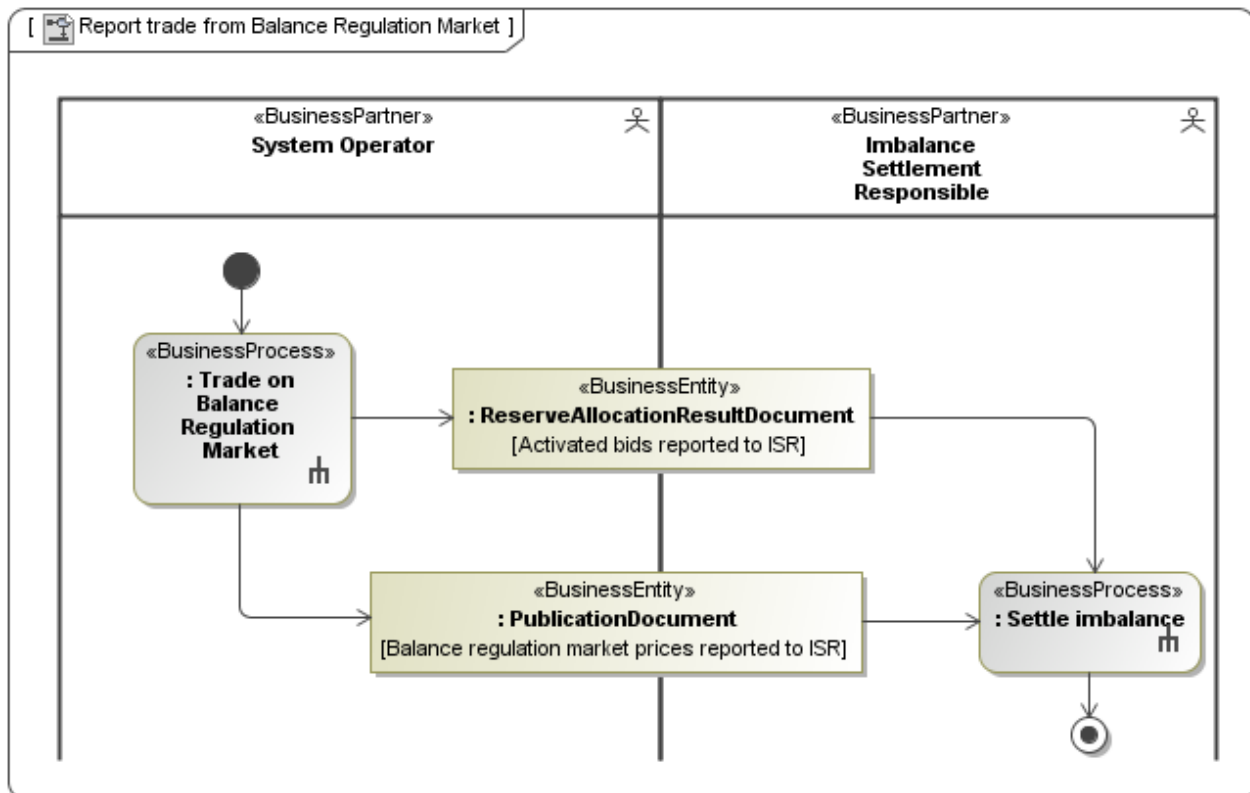 [ Report trade from Balance Regulation Market ]
«BusinessPartner»
System Operator
«BusinessPartner»
Imbalance
Settlement
Responsible
«BusinessProcess»
: Trade on
Balance
Regulation
Market
«BusinessEntity»
: ReserveAllocationResultDocument
[Activated bids reported to ISR]
«BusinessEntity»
: PublicationDocument
[Balance regulation market prices reported to ISR]
«BusinessProcess»
: Settle imbalance